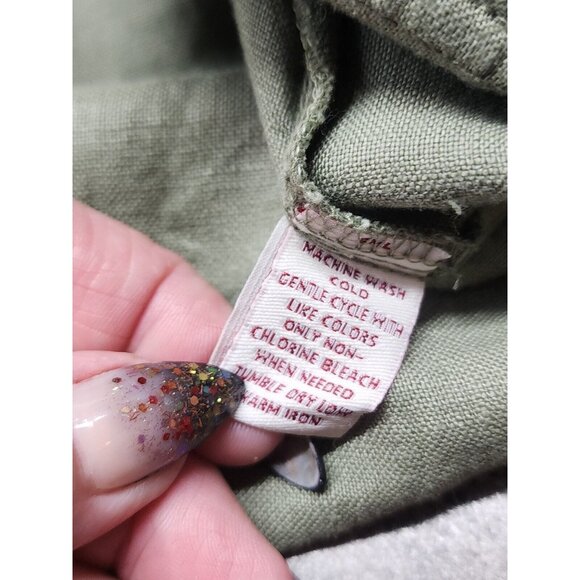 MACHINE WASH
COLD
GENTLE CYCLE WITH
LIKE COLORS
ONLY NON-
CHLORINE BLEACH
WHEN NEEDED
TUMBLE DRY LOW
WARM IRON